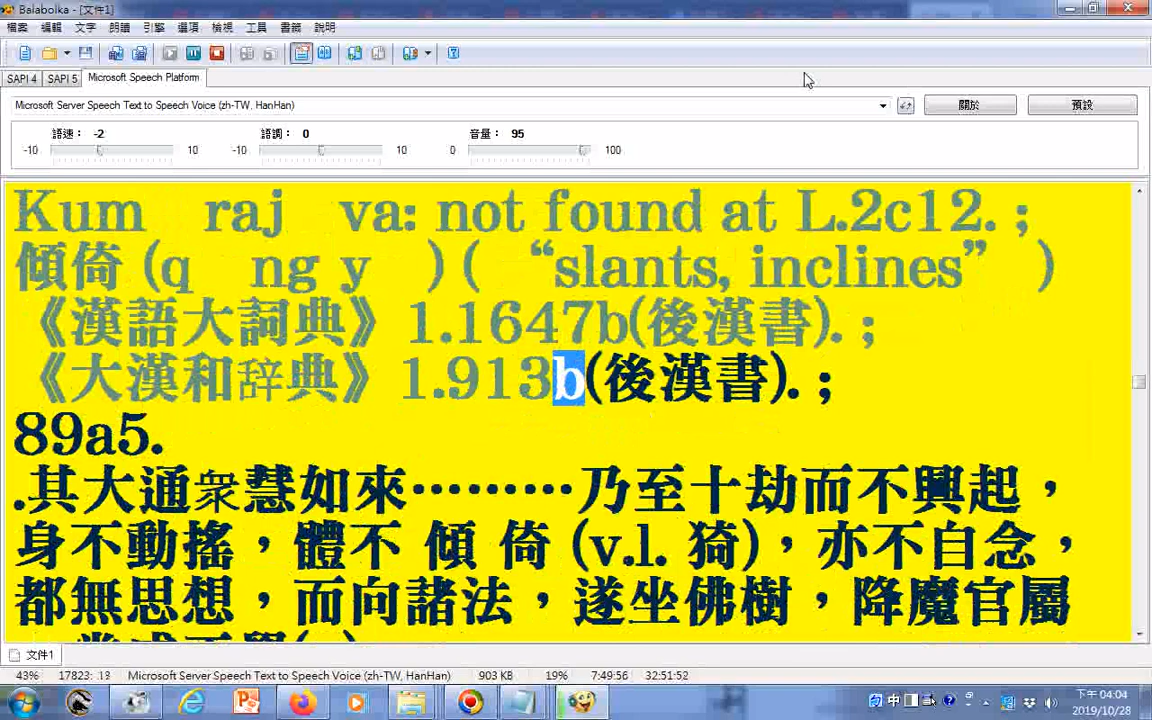 Balabolka - [文件1]
檔案 編輯 文字 朗讀 引擎 選項 檢視 工具 書籤 說明
SAPI 4 SAPI 5 Microsoft Speech Platform
Microsoft Server Speech Text to Speech Voice (zh-TW, HanHan) 關於 預設
語速： -2 語調： 0 音量： 95
-10 10 -10 10 0 100
Kum raj va: not found at L.2c12. ;
傾倚 (q ng y )( “slants, inclines” )
《漢語大詞典》 1.1647b(後漢書). ;
《大漢和辞典》 1.913b(後漢書). ;
89a5.
.其大通衆慧如來………乃至十劫而不興起，
身不動搖，體不 傾 倚 (v.l. 猗)，亦不自念，
都無思想，而向諸法，遂坐佛樹，降魔官屬
文件1
43% 17823: .13 Microsoft Server Speech Text to Speech Voice (zh-TW, HanHan) 903 KB 19% 7:49:56 32:51:52
中 下午 04:04
2019/10/28